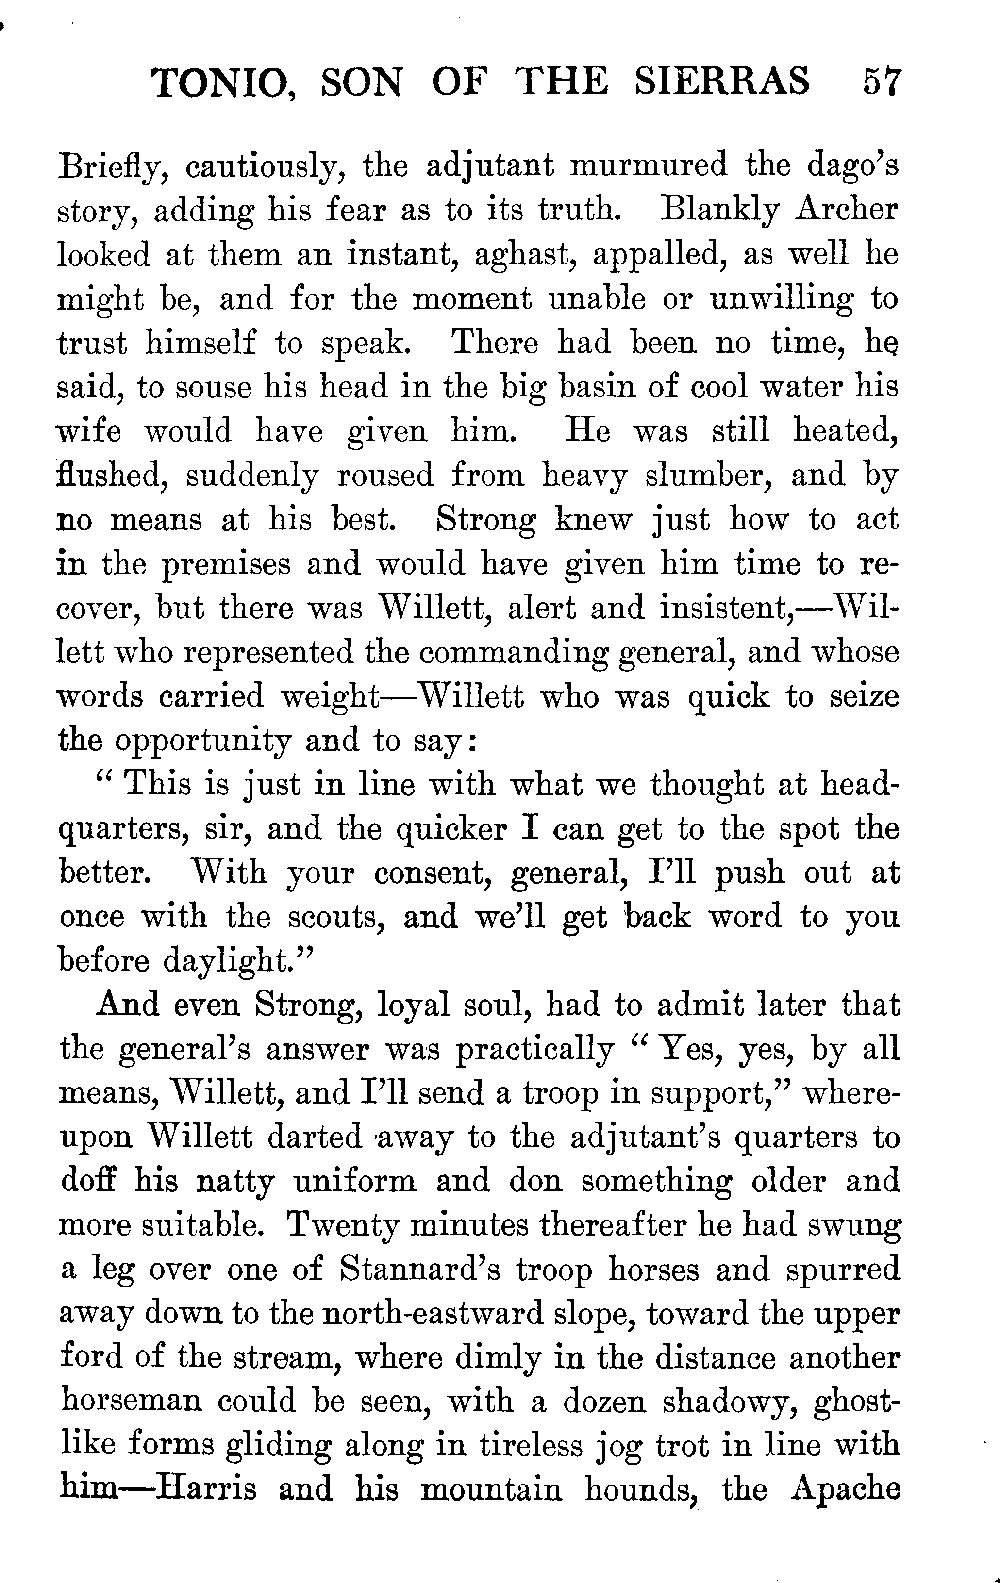 TONIO, SON OF THE SIERRAS 57
Briefly, cautiously, the adjutant murmured the dago's
story, adding his fear as to its truth. Blankly Archer
looked at them an instant, aghast, appalled, as well he
might be, and for the moment unable or unwilling to
trust himself to speak. There had been no time, he
said, to souse his head in the big basin of cool water his
wife would have given him. He was still heated,
flushed, suddenly roused from heavy slumber, and by
no means at his best. Strong knew just how to act
in the premises and would have given him time to re-
cover, but there was Willett, alert and insistent,—Wil-
lett who represented the commanding general, and whose
words carried weight—Willett who was quick to seize
the opportunity and to say:
“ This is just in line with what we thought at head-
quarters, sir, and the quicker I can get to the spot the
better. With your consent, general, I'll push out at
once with the scouts, and we'll get back word to you
before daylight.”
And even Strong, loyal soul, had to admit later that
the general's answer was practically “ Yes, yes, by all
means, Willett, and I'll send a troop in support,” where-
upon Willett darted away to the adjutant's quarters to
doff his natty uniform and don something older and
more suitable. Twenty minutes thereafter he had swung
a leg over one of Stannard's troop horses and spurred
away down to the north-eastward slope, toward the upper
ford of the stream, where dimly in the distance another
horseman could be seen, with a dozen shadowy, ghost-
like forms gliding along in tireless jog trot in line with
him—Harris and his mountain hounds, the Apache